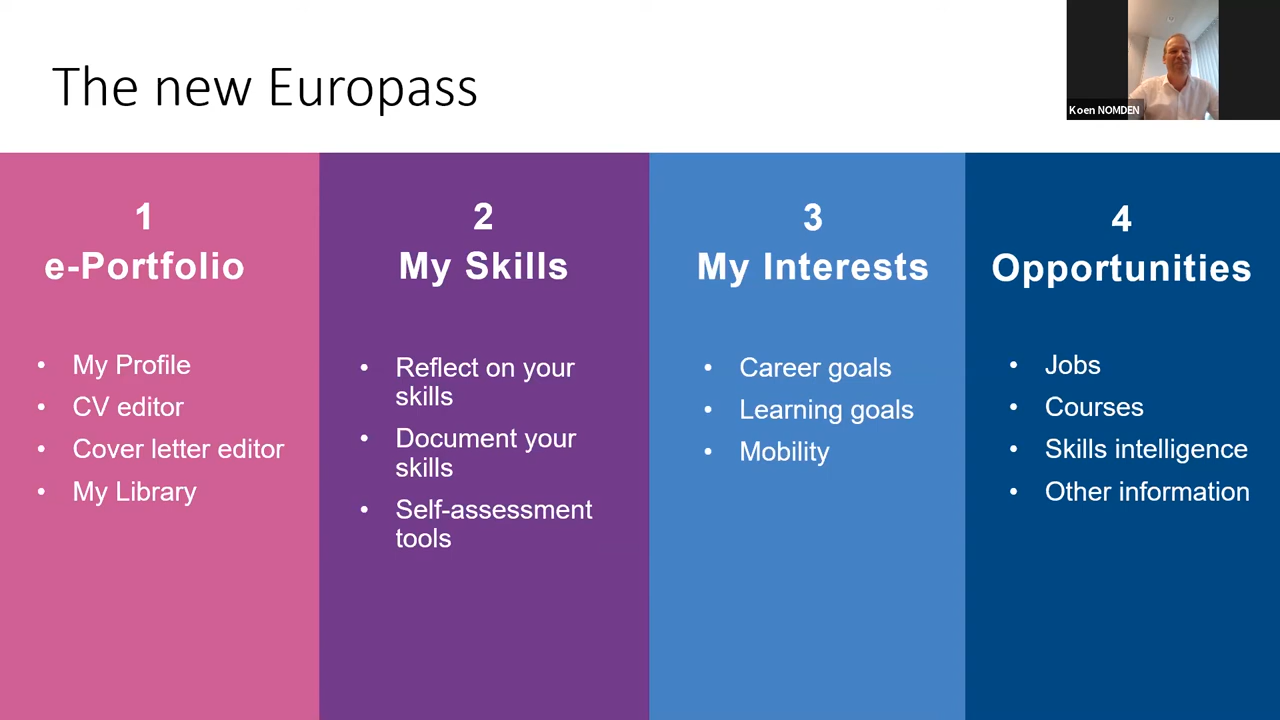 The new Europass
Koen NOMDEN
1
e-Portfolio
• My Profile
• CV editor
• Cover letter editor
• My Library
2
My Skills
• Reflect on your
skills
• Document your
skills
• Self-assessment
tools
3
My Interests
• Career goals
• Learning goals
• Mobility
4
Opportunities
• Jobs
• Courses
• Skills intelligence
• Other information